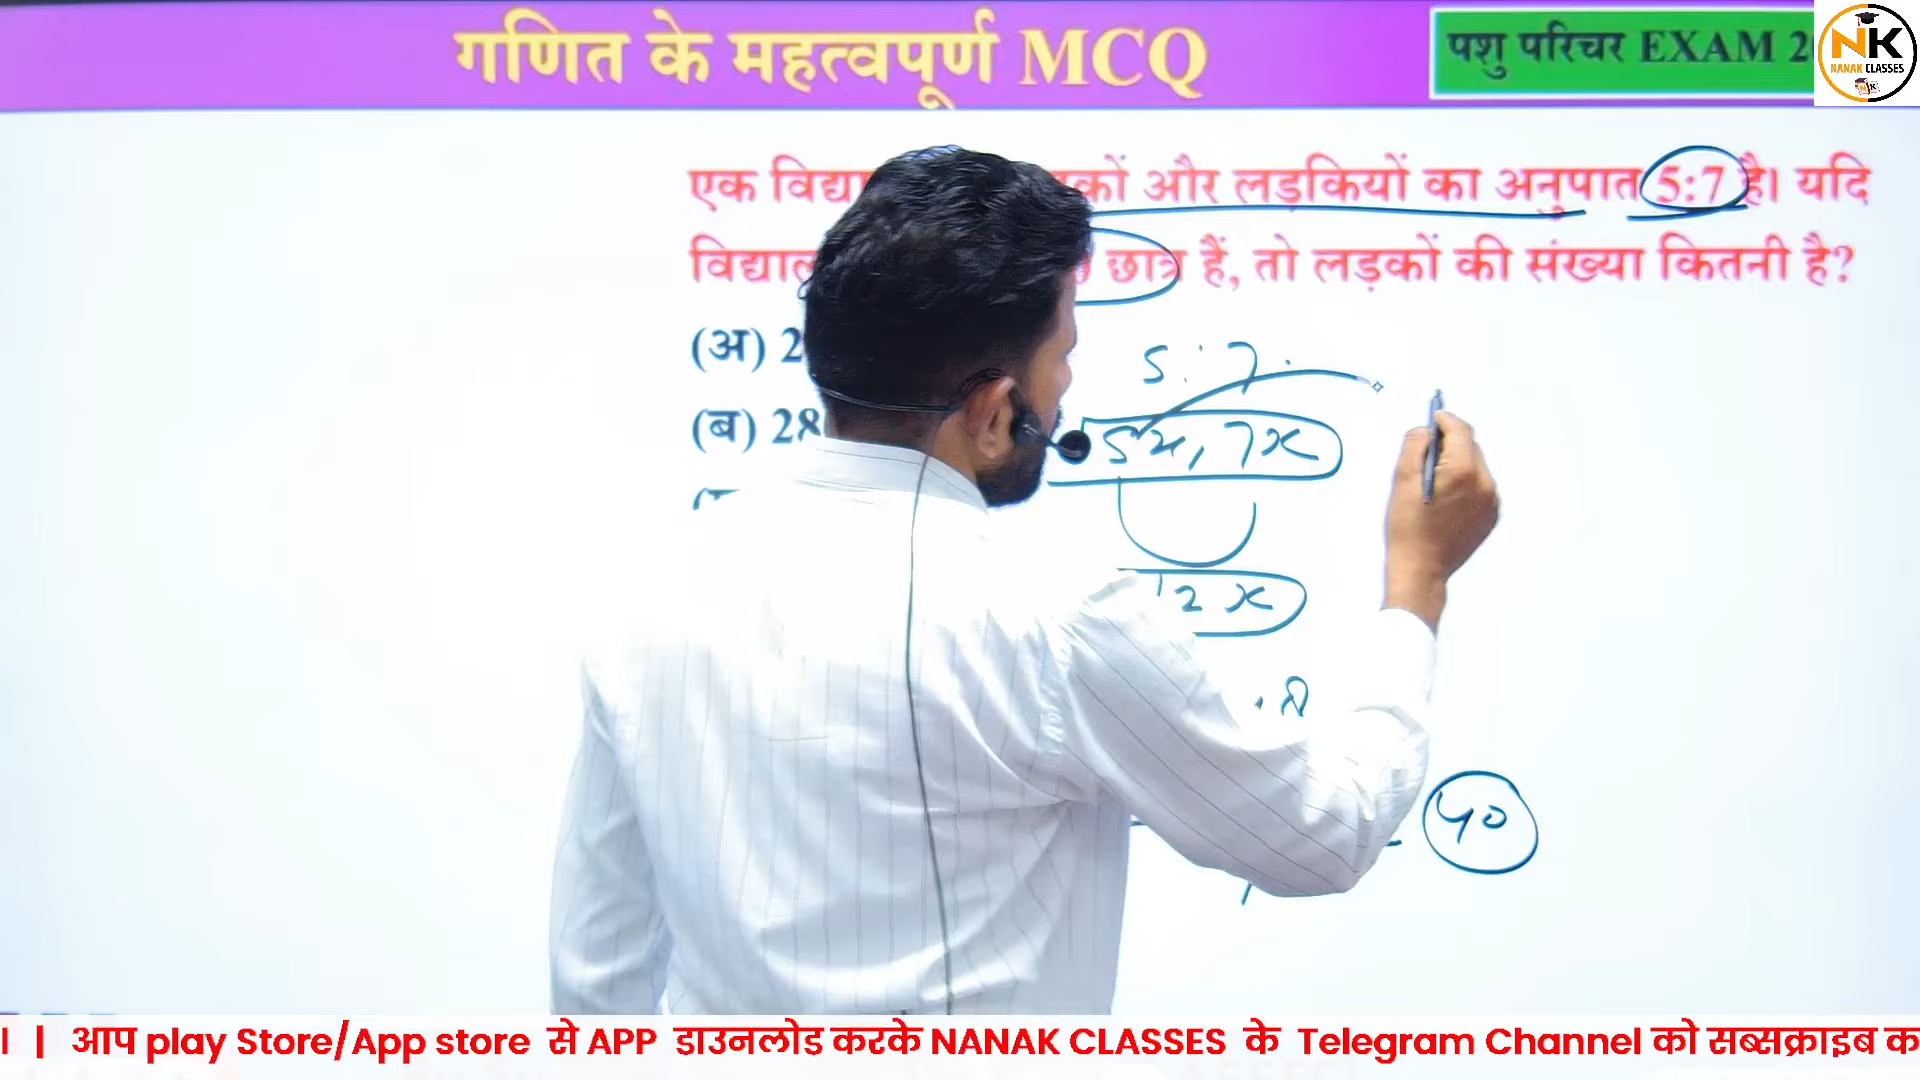 गणित के महत्वपूर्ण MCQ
पशु परिचर EXAM
NK
NANAK CLASSES
एक और लड़कियों का अनुपात 5:7 है। यदि
छात्र हैं, तो लड़कों की संख्या कितनी है?
(अ)
(ब) 28
5:7
5x, 7x
12x
40
। | आप play Store/App store से APP डाउनलोड करके NANAK CLASSES के Telegram Channel को सब्सक्राइब